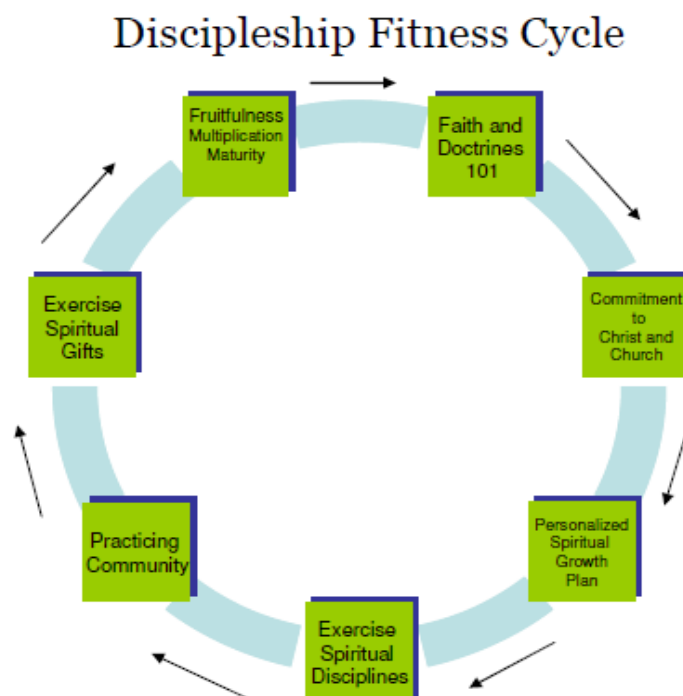 Discipleship Fitness Cycle
Fruitfulness
Multiplication
Maturity
Faith and
Doctrines
101
Commitment
to
Christ and
Church
Personalized
Spiritual
Growth
Plan
Exercise
Spiritual
Disciplines
Practicing
Community
Exercise
Spiritual
Gifts